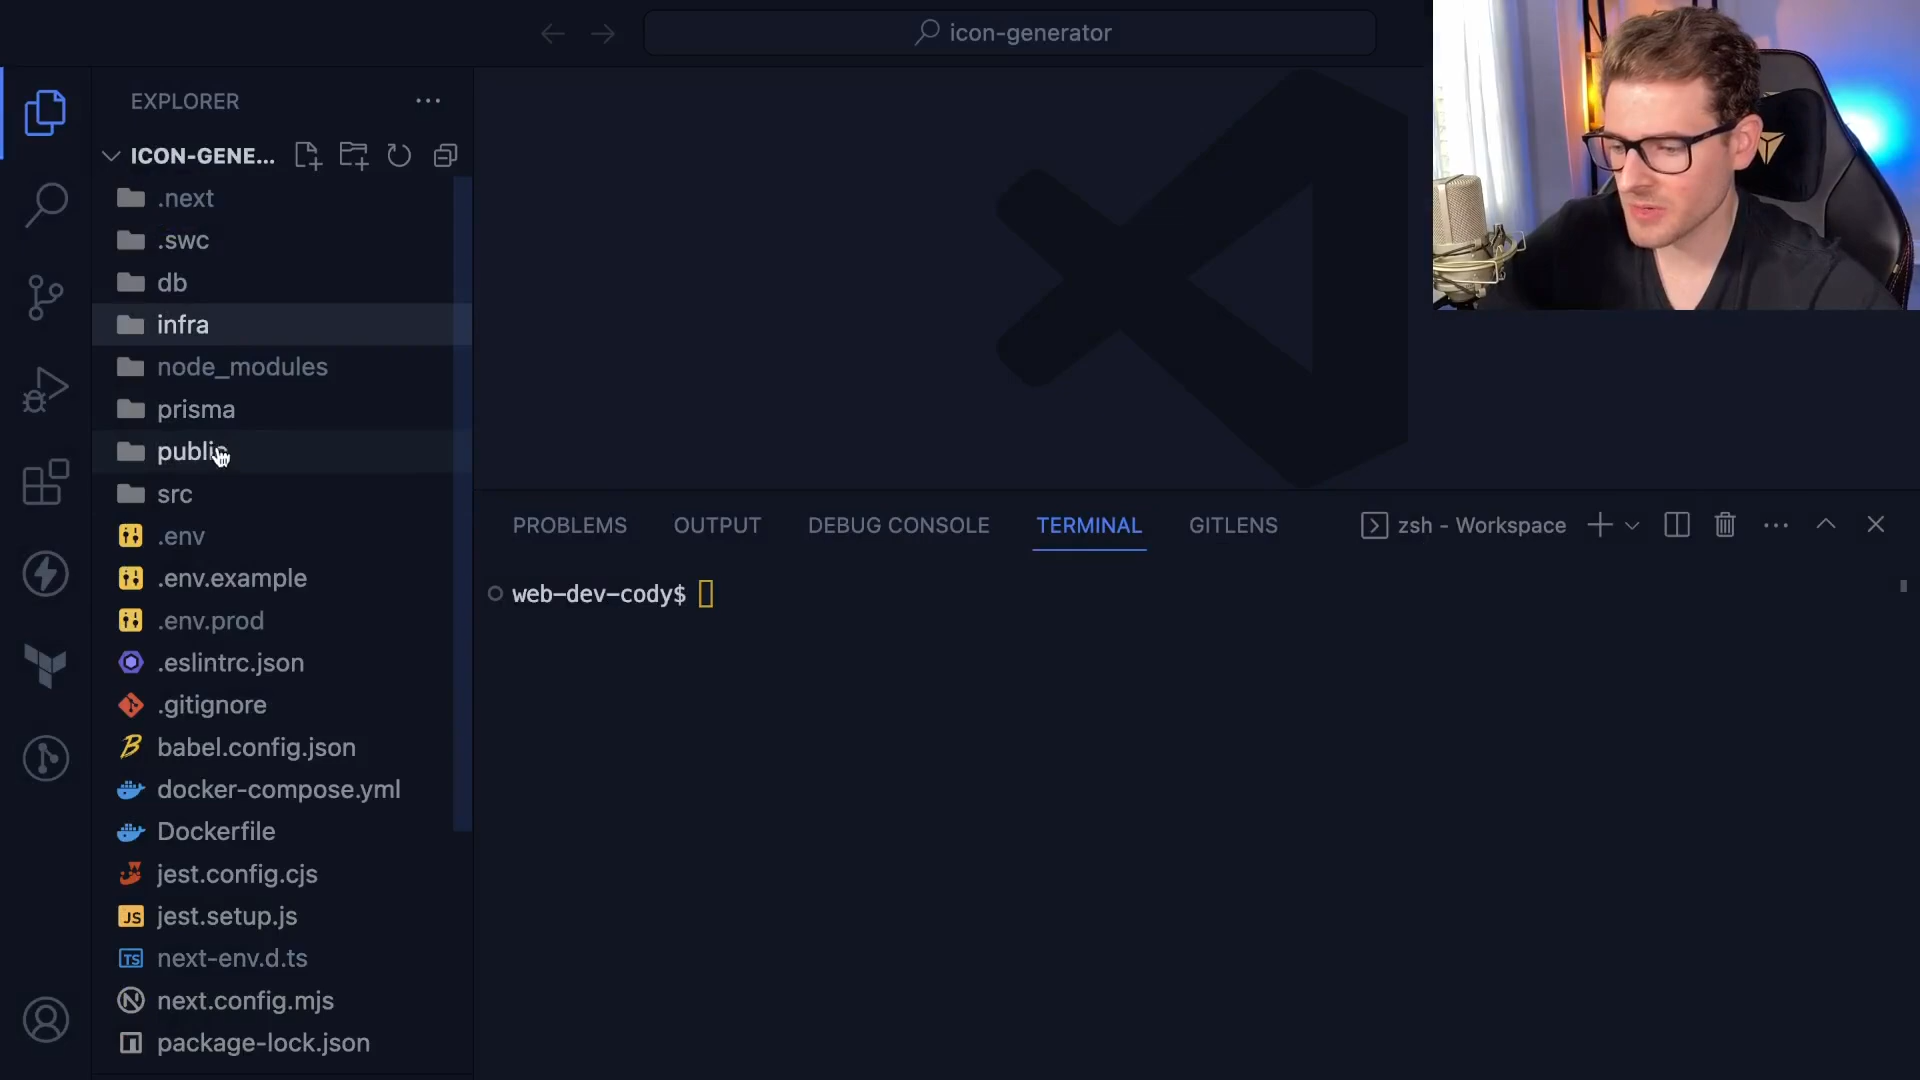 icon-generator
EXPLORER
ICON-GENE...
.next
.swc
db
infra
node_modules
prisma
public
src
.env
.env.example
.env.prod
.eslintrc.json
.gitignore
babel.config.json
docker-compose.yml
Dockerfile
jest.config.cjs
JS jest.setup.js
TS next-env.d.ts
next.config.mjs
package-lock.json
PROBLEMS OUTPUT DEBUG CONSOLE TERMINAL GITLENS zsh - Workspace
web-dev-cody$